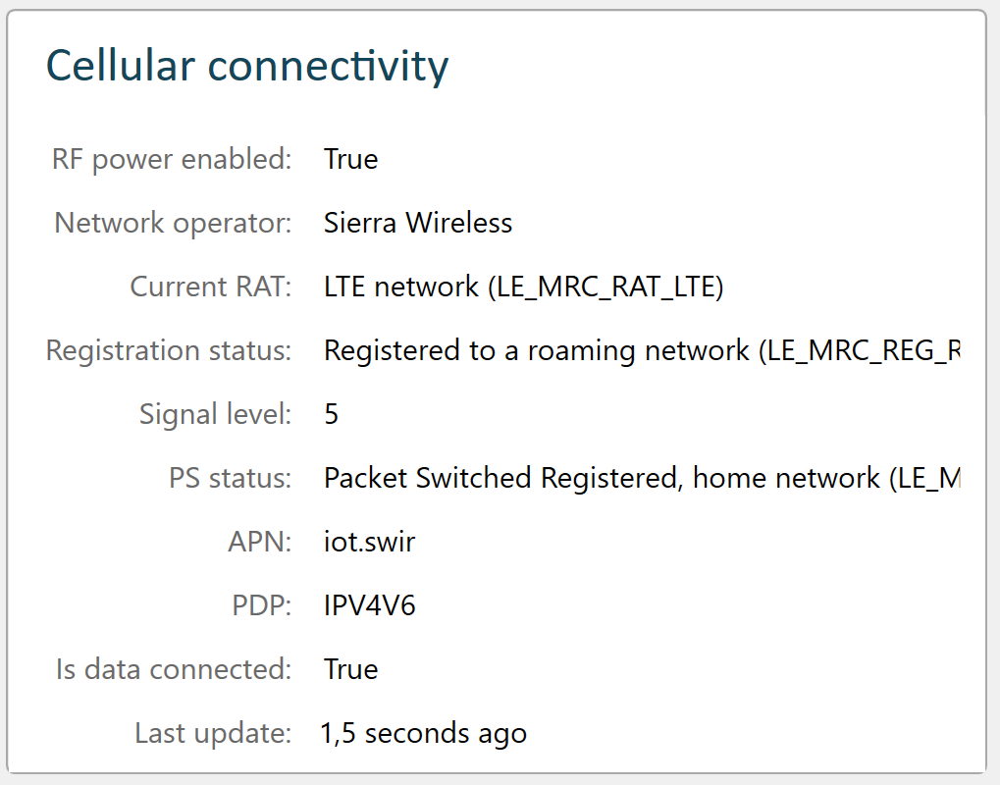 Cellular connectivity
RF power enabled: True
Network operator: Sierra Wireless
Current RAT: LTE network (LE_MRC_RAT_LTE)
Registration status: Registered to a roaming network (LE_MRC_REG_R
Signal level: 5
PS status: Packet Switched Registered, home network (LE_M
APN: iot.swir
PDP: IPV4V6
Is data connected: True
Last update: 1,5 seconds ago